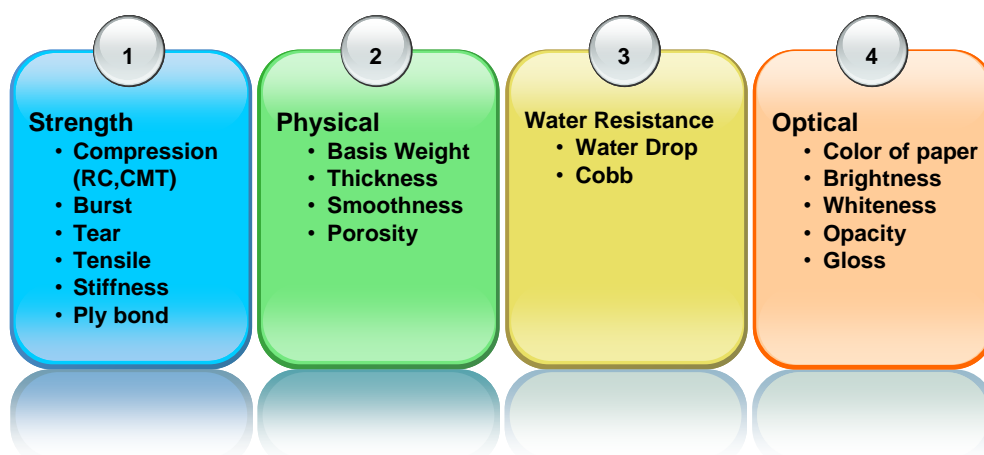 1
Strength
• Compression
(RC,CMT)
• Burst
• Tear
• Tensile
• Stiffness
• Ply bond
2
Physical
• Basis Weight
• Thickness
• Smoothness
• Porosity
3
Water Resistance
• Water Drop
• Cobb
4
Optical
• Color of paper
• Brightness
• Whiteness
• Opacity
• Gloss